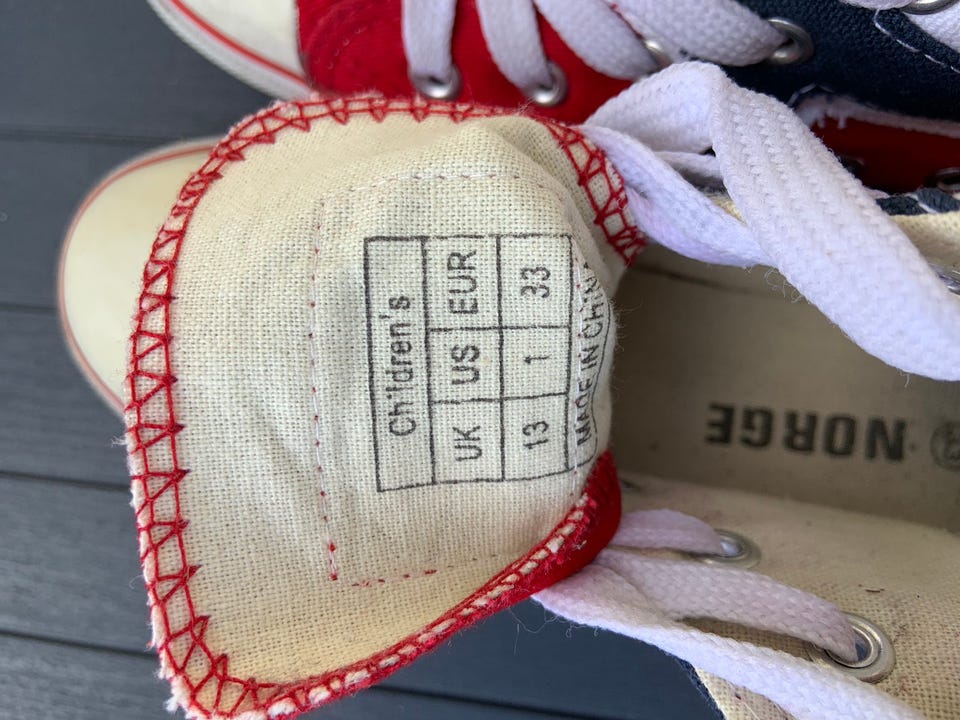 Children's
UK US EUR
13 1 33
MADE IN CHINA
NORGE